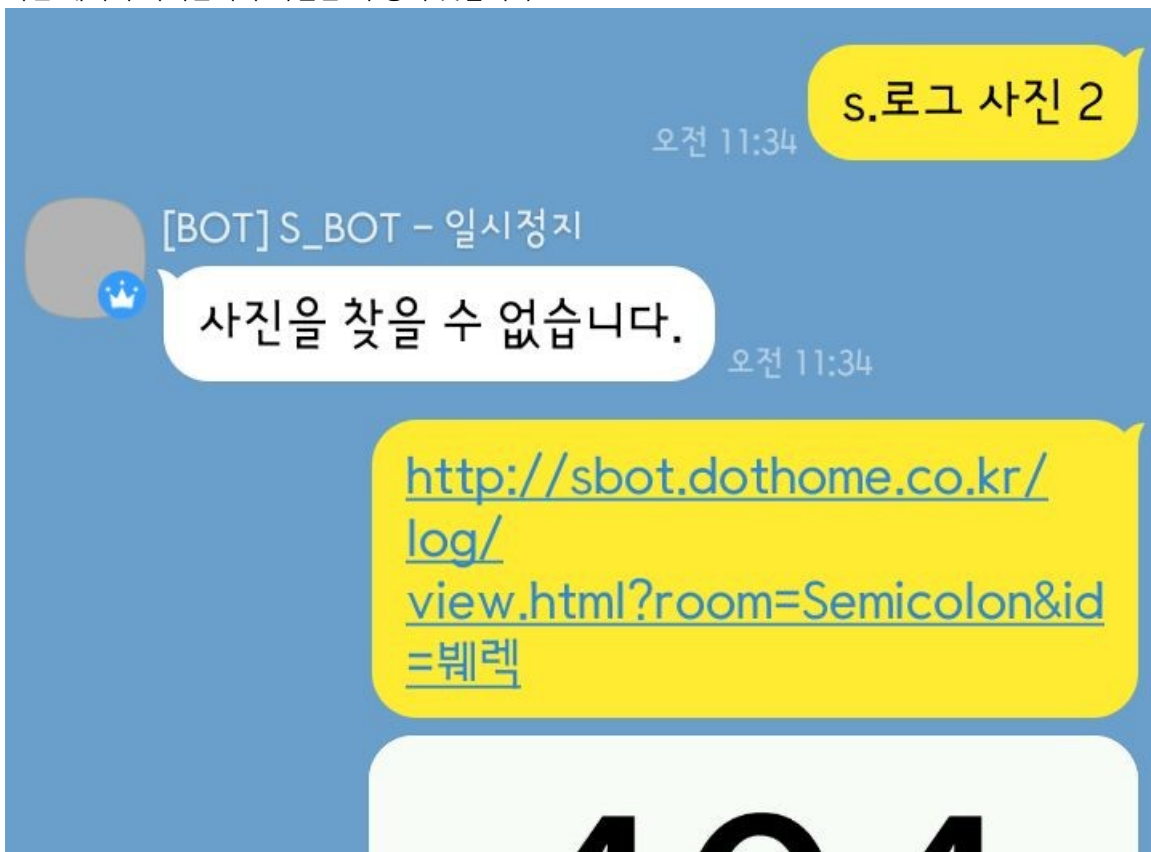 s.로그 사진 2
오전 11:34
[BOT] S_BOT – 일시정지
사진을 찾을 수 없습니다.
오전 11:34
http://sbot.dothome.co.kr/
log/
view.html?room=Semicolon&id
=붸렉
404